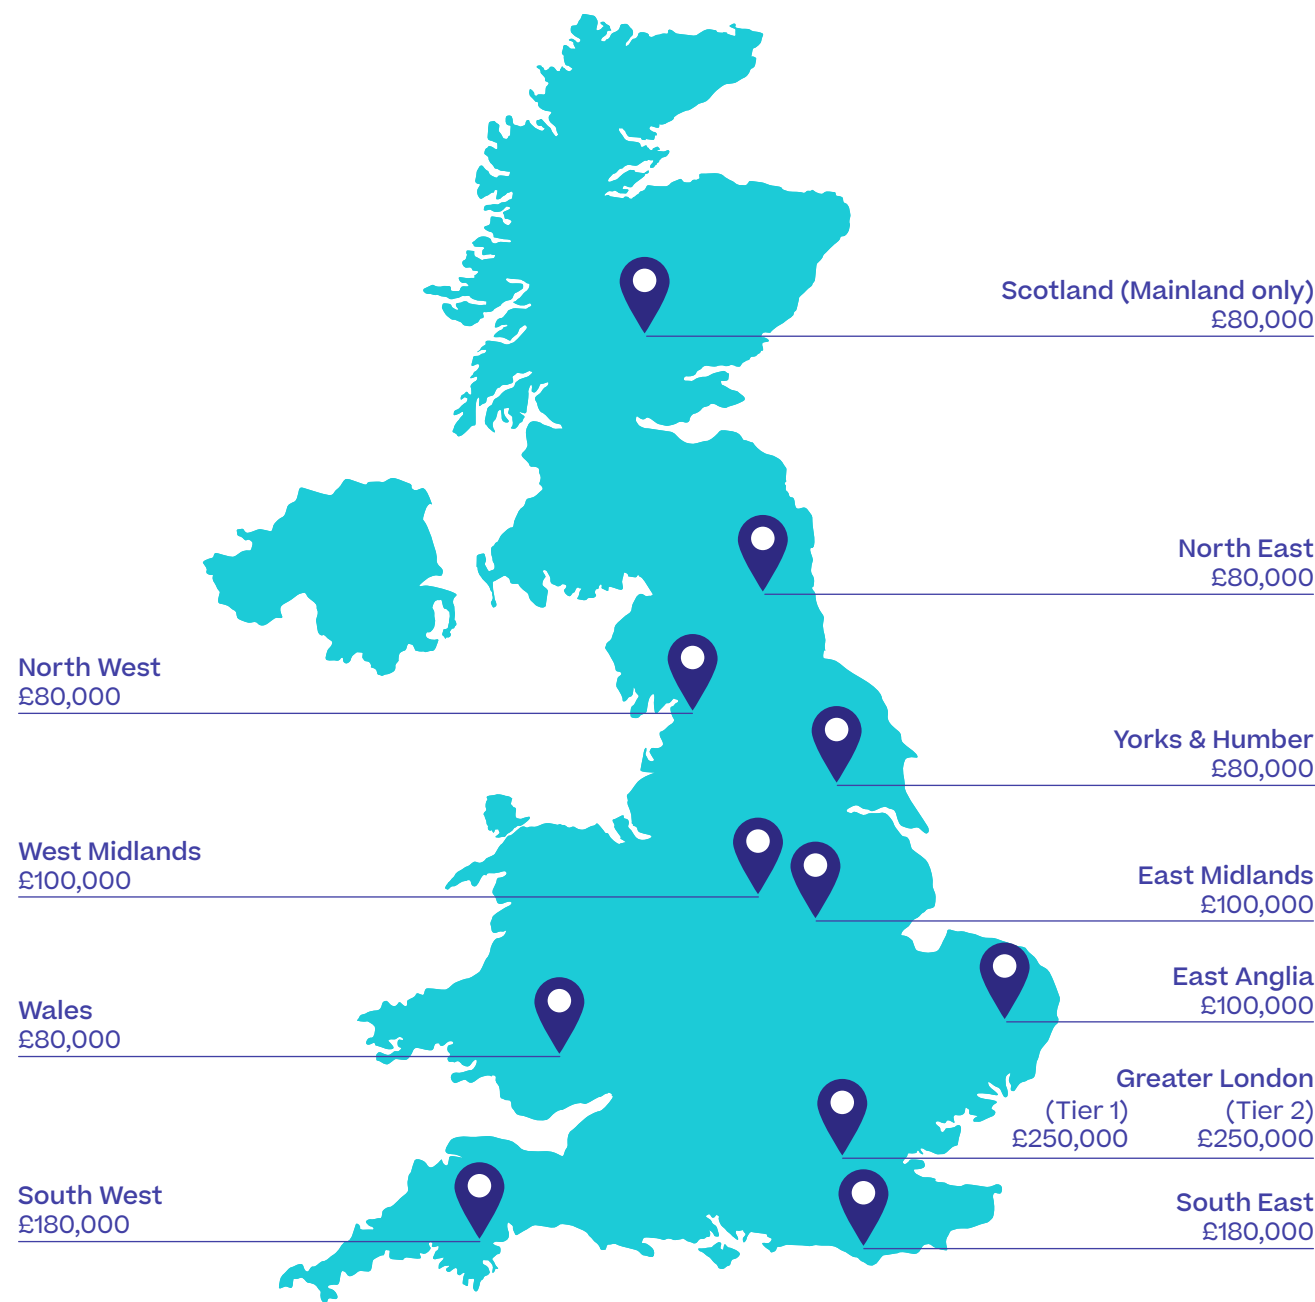 Scotland (Mainland only)
£80,000
North East
£80,000
North West
£80,000
Yorks & Humber
£80,000
West Midlands
£100,000
East Midlands
£100,000
East Anglia
£100,000
Wales
£80,000
Greater London
(Tier 1) (Tier 2)
£250,000 £250,000
South West
£180,000
South East
£180,000